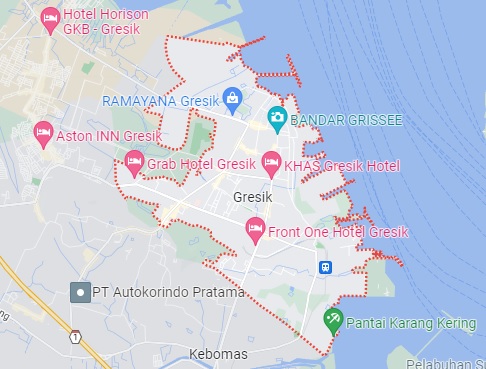 Hotel Horison
GKB - Gresik
RAMAYANA Gresik
BANDAR GRISSEE
Aston INN Gresik
Grab Hotel Gresik
KHAS Gresik Hotel
Gresik
Front One Hotel Gresik
PT Autokorindo Pratama
Pantai Karang Kering
1
Kebomas
Pelabuhan Su